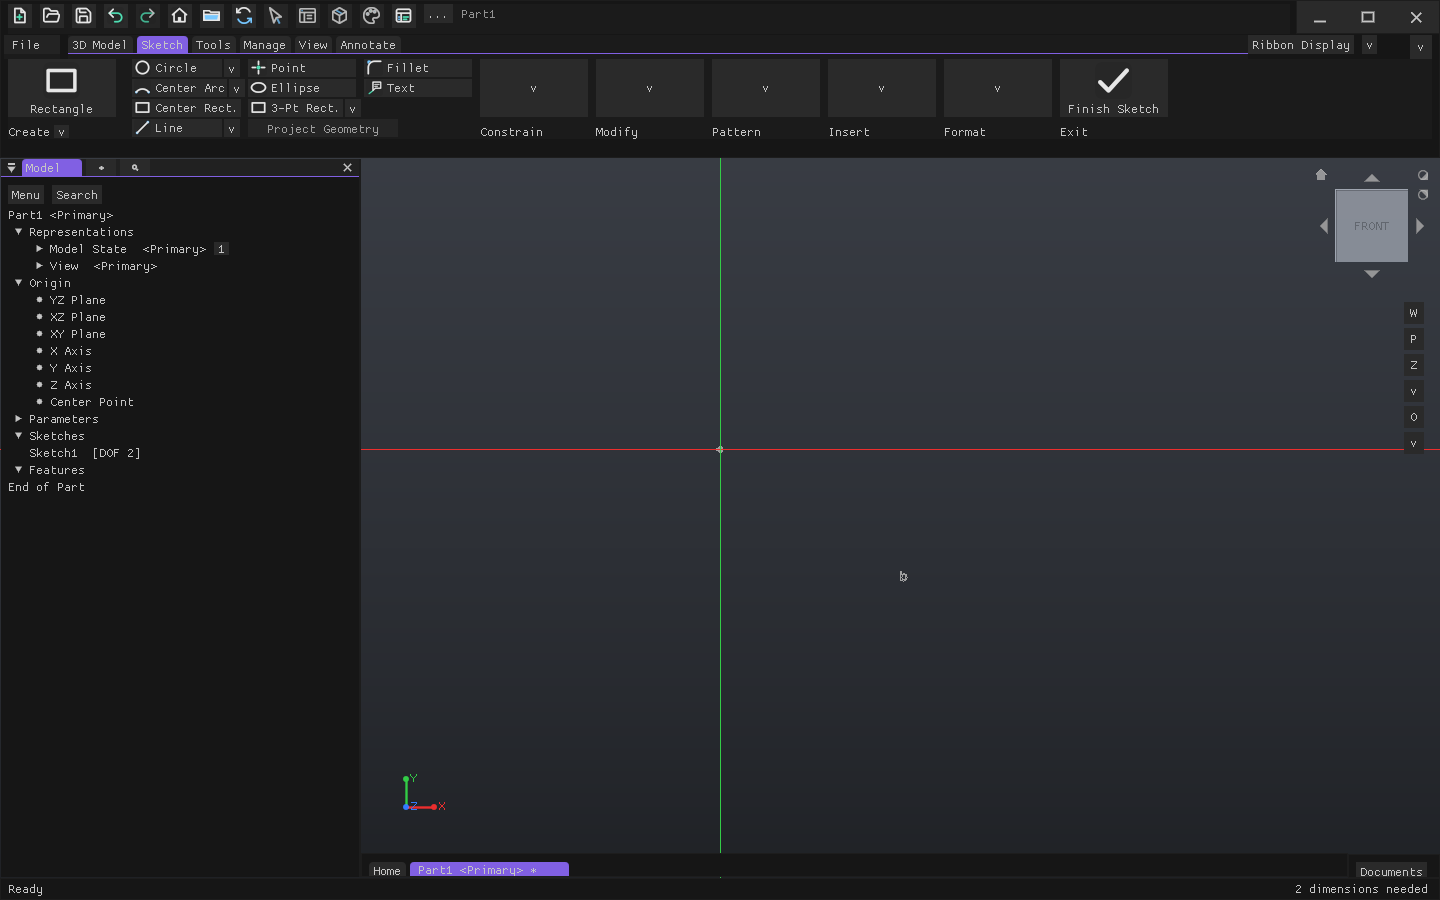 ... Part1
File 3D Model Sketch Tools Manage View Annotate Ribbon Display v v
Circle v Point Fillet
Center Arc v Ellipse Text v v v v v
Rectangle Center Rect. 3-Pt Rect. v Finish Sketch
Line v Project Geometry
Create v Constrain Modify Pattern Insert Format Exit
Model
Menu Search
Part1 <Primary>
Representations
Model State <Primary> 1
View <Primary>
Origin
YZ Plane
XZ Plane
XY Plane
X Axis
Y Axis
Z Axis
Center Point
Parameters
Sketches
Sketch1 [DOF 2]
Features
End of Part
FRONT
W
P
Z
v
O
v
b
Y
Z X
Home Part1 <Primary> * Documents
Ready 2 dimensions needed